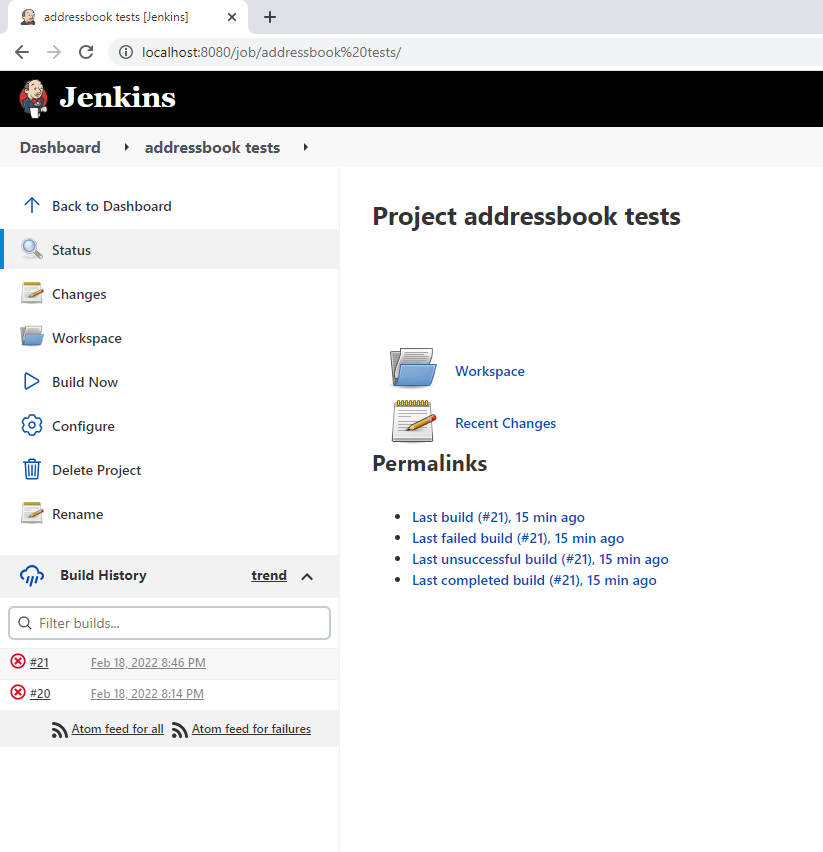 addressbook tests [Jenkins]
localhost:8080/job/addressbook%20tests/
Jenkins
Dashboard addressbook tests
Back to Dashboard
Status
Changes
Workspace
Build Now
Configure
Delete Project
Rename
Build History trend
Filter builds...
#21 Feb 18, 2022 8:46 PM
#20 Feb 18, 2022 8:14 PM
Atom feed for all Atom feed for failures
Project addressbook tests
Workspace
Recent Changes
Permalinks
Last build (#21), 15 min ago
Last failed build (#21), 15 min ago
Last unsuccessful build (#21), 15 min ago
Last completed build (#21), 15 min ago